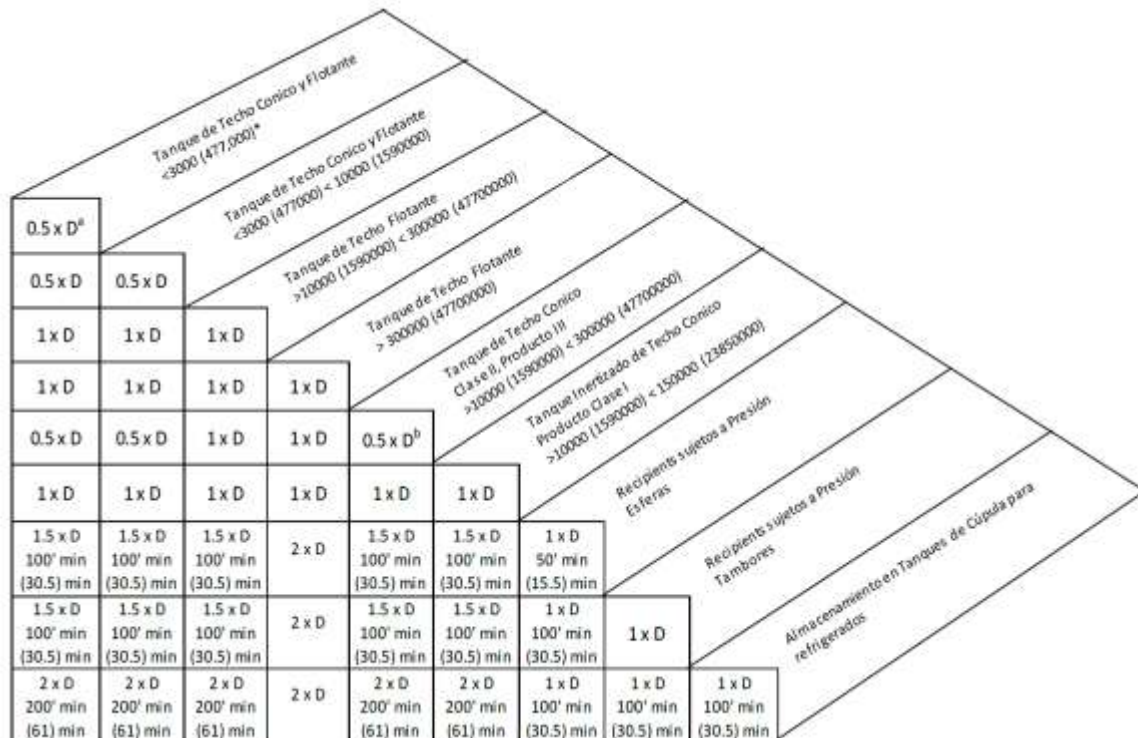 Tanque de Techo Conico y Flotante
<3000 (477,000)*
Tanque de Techo Conico y Flotante
<3000 (477000) < 10000 (1590000)
Tanque de Techo Flotante
>10000 (1590000) < 300000 (47700000)
Tanque de Techo Flotante
> 300000 (47700000)
Tanque de Techo Conico
Clase II, Producto III
>10000 (1590000) < 300000 (47700000)
Tanque Inertizado de Techo Conico
Producto Clase I
>10000 (1590000) < 150000 (23850000)
Recipients sujetos a Presión
Esferas
Recipients sujetos a Presión
Tambores
Almacenamiento en Tanques de Cúpula para
refrigerados
0.5 x Dª
0.5 x D 0.5 x D
1 x D 1 x D 1 x D
1 x D 1 x D 1 x D 1 x D
0.5 x D 0.5 x D 1 x D 1 x D 0.5 x Dᵇ
1 x D 1 x D 1 x D 1 x D 1 x D 1 x D
1.5 x D 1.5 x D 1.5 x D 2 x D 1.5 x D 1.5 x D 1 x D
100' min 100' min 100' min 100' min 100' min 50' min
(30.5) min (30.5) min (30.5) min (30.5) min (30.5) min (15.5) min
1.5 x D 1.5 x D 1.5 x D 2 x D 1.5 x D 1.5 x D 1 x D 1 x D
100' min 100' min 100' min 100' min 100' min 100' min
(30.5) min (30.5) min (30.5) min (30.5) min (30.5) min (30.5) min
2 x D 2 x D 2 x D 2 x D 2 x D 2 x D 1 x D 1 x D 1 x D
200' min 200' min 200' min 200' min 200' min 100' min 100' min 100' min
(61) min (61) min (61) min (61) min (61) min (30.5) min (30.5) min (30.5) min